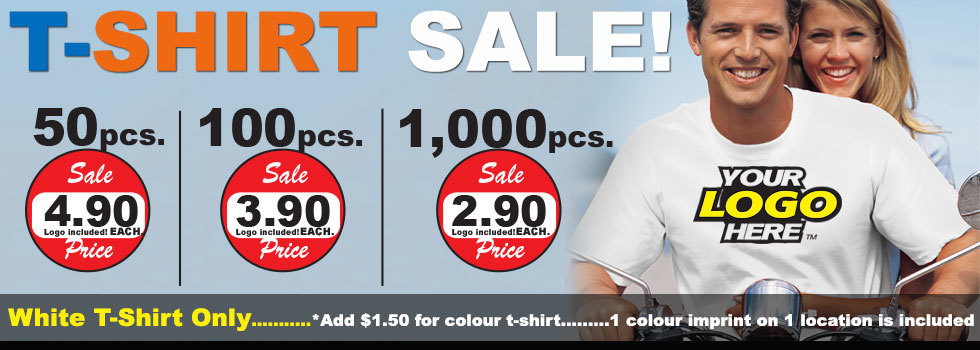 T-SHIRT SALE!
50pcs.
Sale
4.90
Logo included! EACH.
Price
100pcs.
Sale
3.90
Logo included!EACH.
Price
1,000pcs.
Sale
2.90
Logo included!EACH.
Price
YOUR
LOGO
HERE TM
White T-Shirt Only...........*Add $1.50 for colour t-shirt.........1 colour imprint on 1 location is included